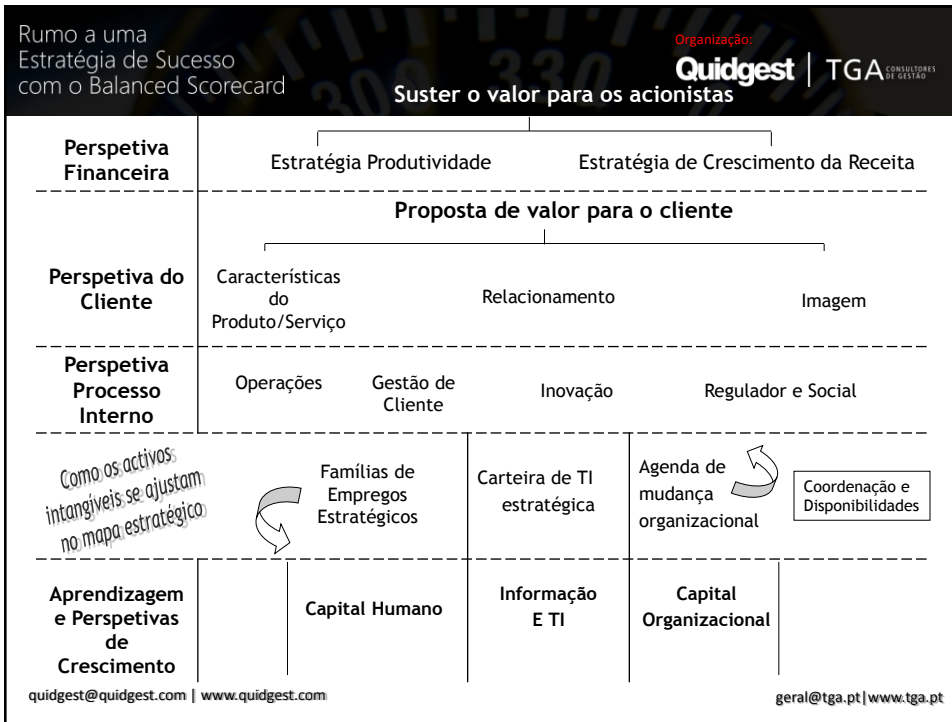 Rumo a uma
Estratégia de Sucesso
com o Balanced Scorecard
Organização:
Quidgest | TGA CONSULTORES
DE GESTÃO
Suster o valor para os acionistas
Perspetiva
Financeira
Estratégia Produtividade
Estratégia de Crescimento da Receita
Proposta de valor para o cliente
Perspetiva do
Cliente
Características
do
Produto/Serviço
Relacionamento
Imagem
Perspetiva
Processo
Interno
Operações
Gestão de
Cliente
Inovação
Regulador e Social
Como os activos
intangíveis se ajustam
no mapa estratégico
Famílias de
Empregos
Estratégicos
Carteira de TI
estratégica
Agenda de
mudança
organizacional
Coordenação e
Disponibilidades
Aprendizagem
e Perspetivas
de
Crescimento
Capital Humano
Informação
E TI
Capital
Organizacional
quidgest@quidgest.com | www.quidgest.com
geral@tga.pt|www.tga.pt
300
330